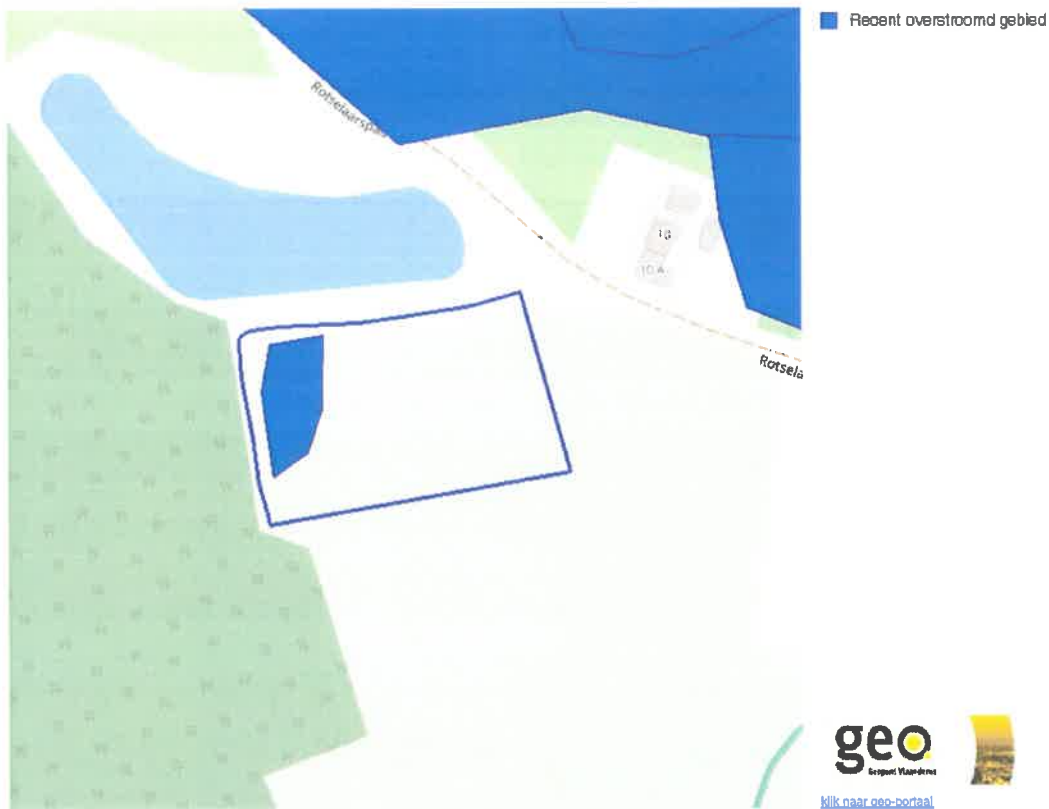 Recent overstroomd gebied
Rotselaarspad
10
10 A
Rotsela
geo
Geopunt Vlaanderen
klik naar geo-portaal